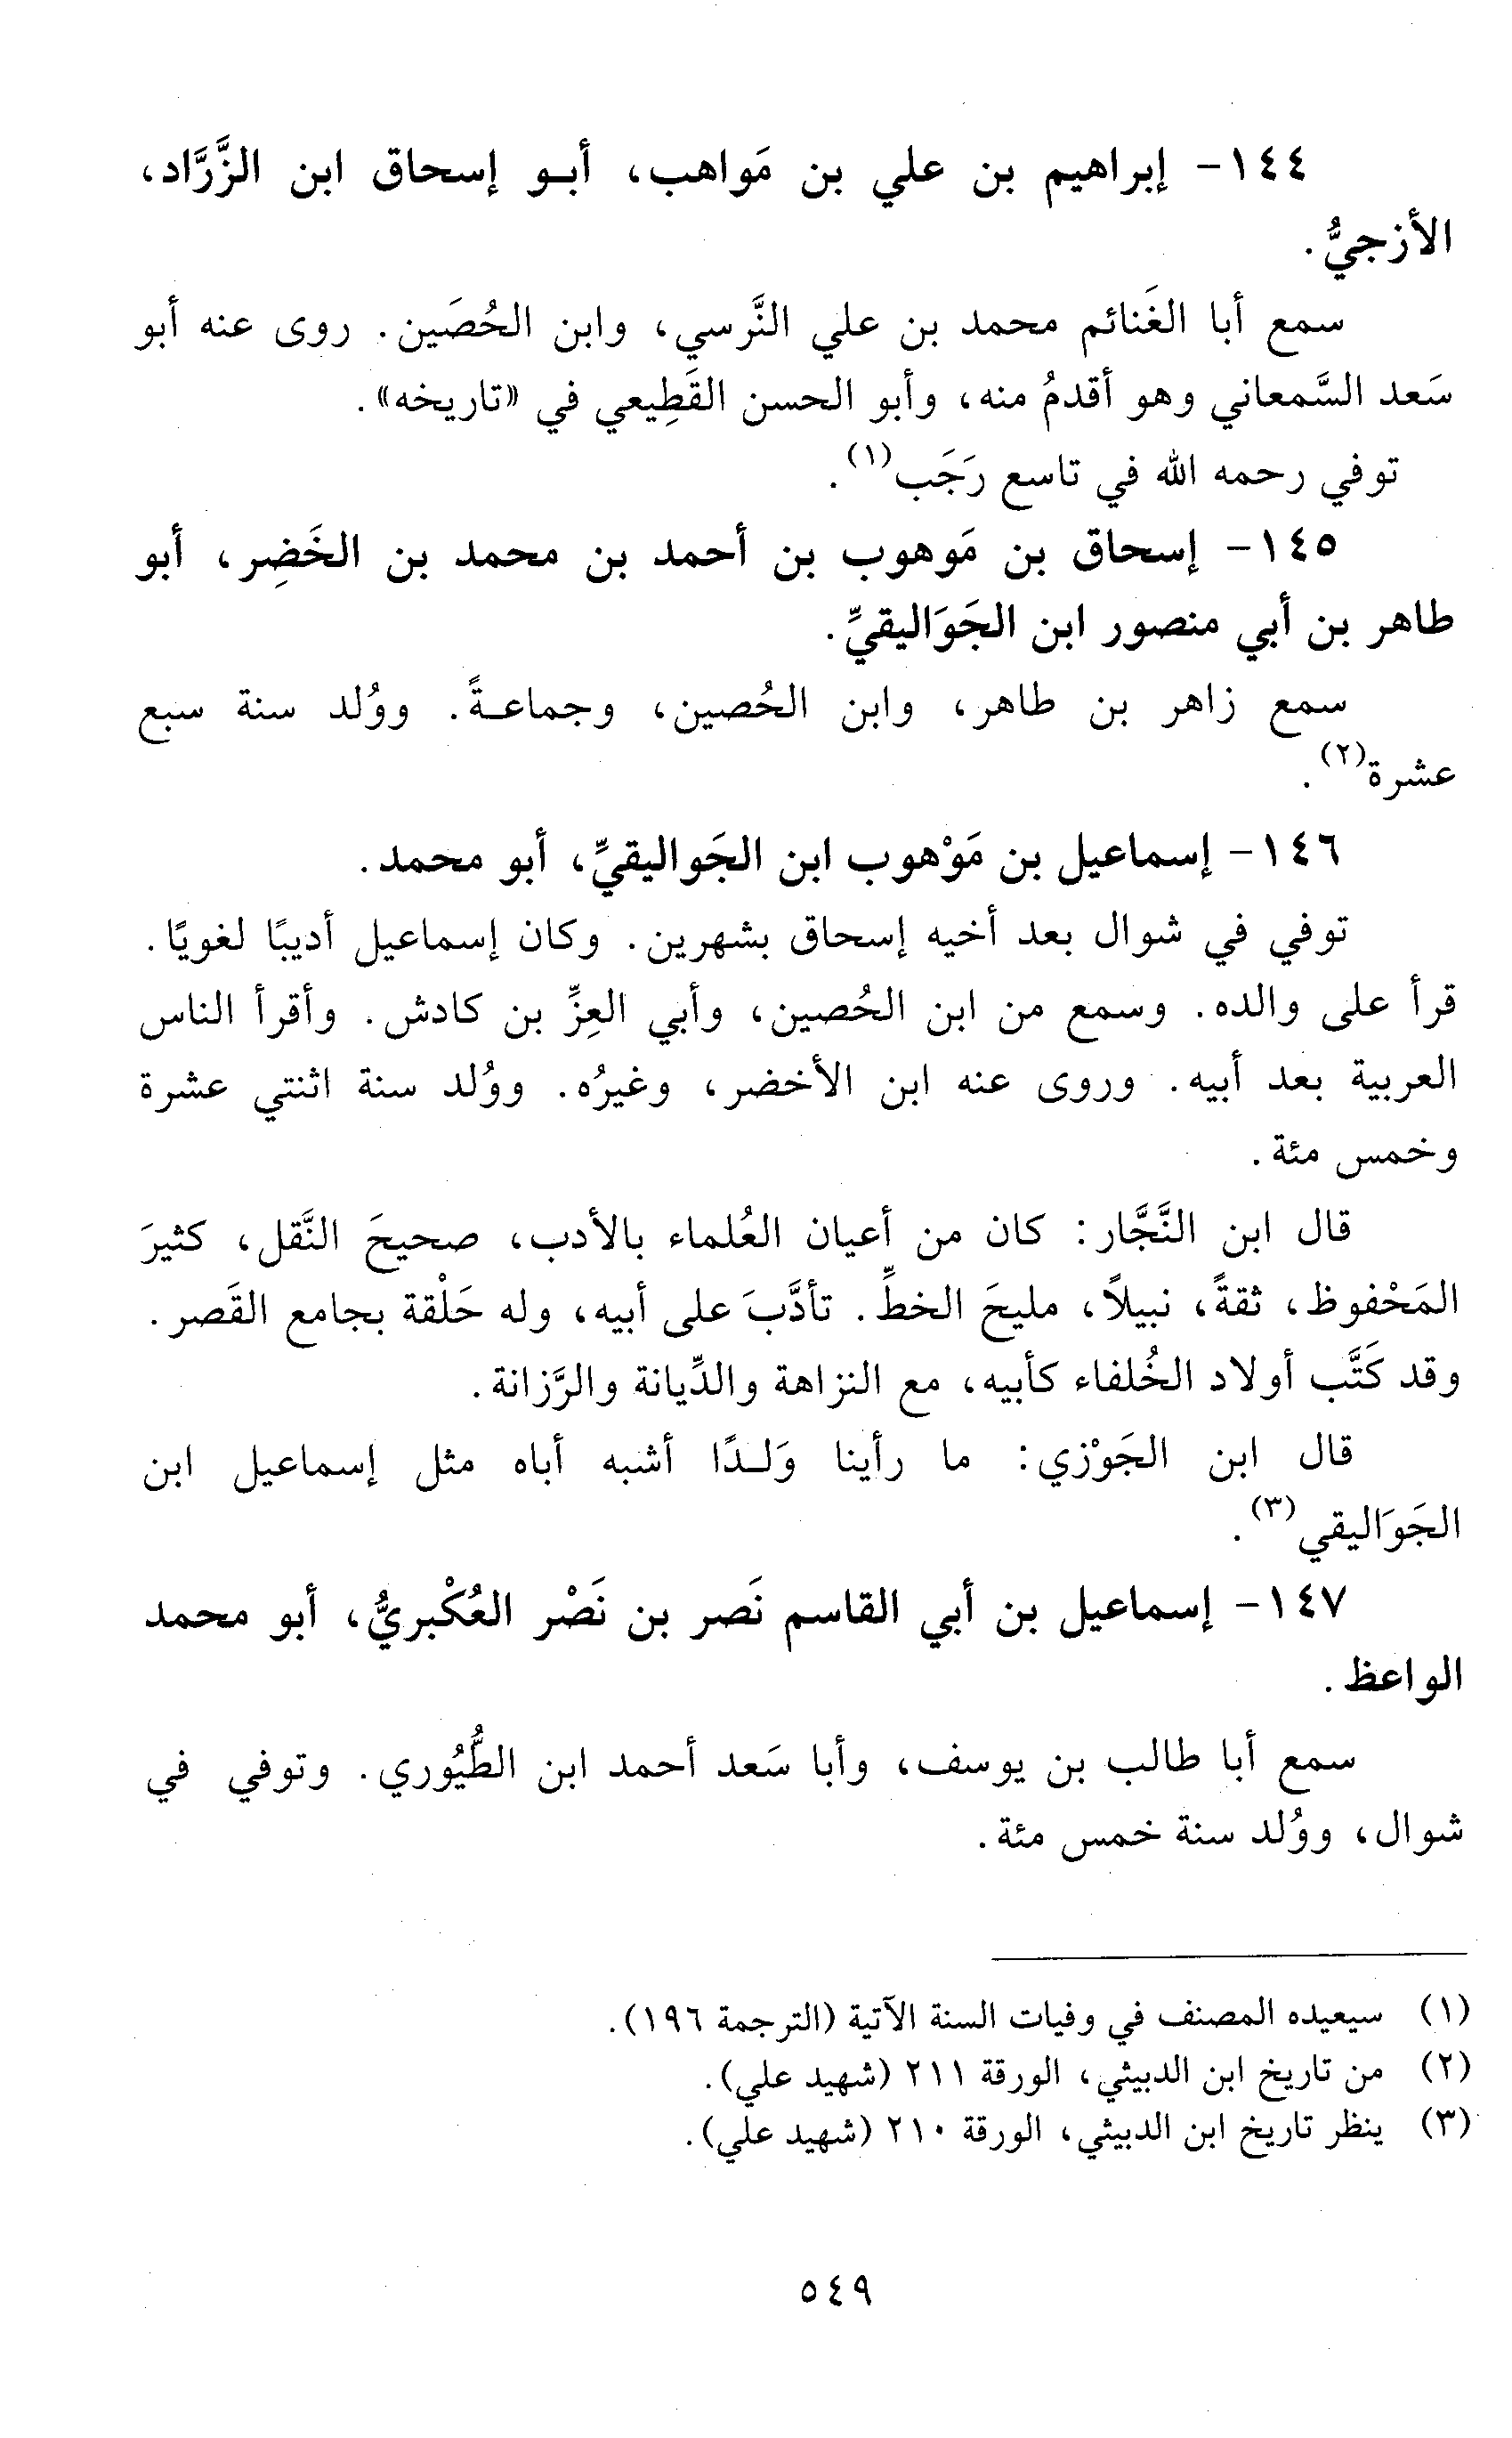 ١٤٤- إبراهيم بن علي بن مَواهب، أبـو إسحاق ابن الزَّرَّاد،
الأزجيُّ.
سمع أبا الغَنائم محمد بن علي النَّرسي، وابن الحُصَين. روى عنه أبو
سَعد السَّمعاني وهو أقدمُ منه، وأبو الحسن القَطِيعي في «تاريخه».
توفي رحمه الله في تاسع رَجَب(١).
١٤٥- إسحاق بن مَوهوب بن أحمد بن محمد بن الخَضِر، أبو
طاهر بن أبي منصور ابن الجَوَاليقيِّ.
سمع زاهر بن طاهر، وابن الحُصين، وجماعـةً. ووُلد سنة سبع
عشرة(٢).
١٤٦- إسماعيل بن مَوْهوب ابن الجَواليقيِّ، أبو محمد.
توفي في شوال بعد أخيه إسحاق بشهرين. وكان إسماعيل أديبًا لغويًا.
قرأ على والده. وسمع من ابن الحُصين، وأبي العِزِّ بن كادش. وأقرأ الناس
العربية بعد أبيه. وروى عنه ابن الأخضر، وغيرُه. ووُلد سنة اثنتي عشرة
وخمس مئة.
قال ابن النَّجَّار: كان من أعيان العُلماء بالأدب، صحيحَ النَّقل، كثيرَ
المَحْفوظ، ثقةً، نبيلاً، مليحَ الخطِّ. تأدَّبَ على أبيه، وله حَلْقة بجامع القَصر.
وقد كَتَّب أولاد الخُلفاء كأبيه، مع النزاهة والدِّيانة والرَّزانة.
قال ابن الجَوْزي: ما رأينا وَلـدًا أشبه أباه مثل إسماعيل ابن
الجَوَاليقي(٣).
١٤٧- إسماعيل بن أبي القاسم نَصر بن نَصْر العُكْبريُّ، أبو محمد
الواعظ.
سمع أبا طالب بن يوسف، وأبا سَعد أحمد ابن الطُّيُوري. وتوفي في
شوال، ووُلد سنة خمس مئة.
(١) سيعيده المصنف في وفيات السنة الآتية (الترجمة ١٩٦).
(٢) من تاريخ ابن الدبيثي، الورقة ٢١١ (شهيد علي).
(٣) ينظر تاريخ ابن الدبيثي، الورقة ٢١٠ (شهيد علي).
٥٤٩